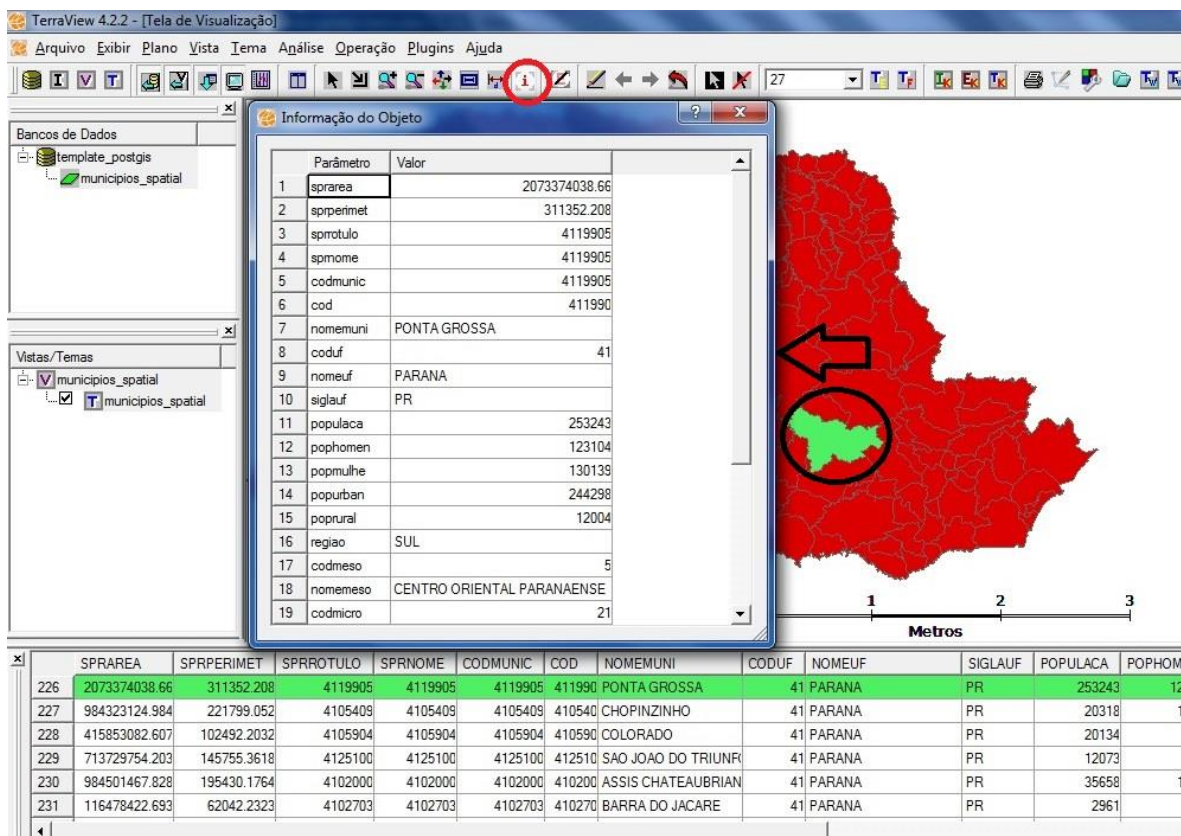 TerraView 4.2.2 - [Tela de Visualização]
Arquivo Exibir Plano Vista Tema Análise Operação Plugins Ajuda
I V T i 27 T TF IK EK TK
Bancos de Dados
template_postgis
municipios_spatial
Vistas/Temas
V municipios_spatial
T municipios_spatial
Informação do Objeto
Parâmetro Valor
1 sprarea 2073374038.66
2 sprperimet 311352.208
3 sprrotulo 4119905
4 sprnome 4119905
5 codmunic 4119905
6 cod 411990
7 nomemuni PONTA GROSSA
8 coduf 41
9 nomeuf PARANA
10 siglauf PR
11 populaca 253243
12 pophomen 123104
13 popmulhe 130139
14 popurban 244298
15 poprural 12004
16 regiao SUL
17 codmeso 5
18 nomemeso CENTRO ORIENTAL PARANAENSE
19 codmicro 21
1 2 3
Metros
SPRAREA SPRPERIMET SPRROTULO SPRNOME CODMUNIC COD NOMEMUNI CODUF NOMEUF SIGLAUF POPULACA POPHOM
226 2073374038.66 311352.208 4119905 4119905 4119905 411990 PONTA GROSSA 41 PARANA PR 253243 12
227 984323124.984 221799.052 4105409 4105409 4105409 410540 CHOPINZINHO 41 PARANA PR 20318 1
228 415853082.607 102492.2032 4105904 4105904 4105904 410590 COLORADO 41 PARANA PR 20134
229 713729754.203 145755.3618 4125100 4125100 4125100 412510 SAO JOAO DO TRIUNF 41 PARANA PR 12073
230 984501467.828 195430.1764 4102000 4102000 4102000 410200 ASSIS CHATEAUBRIAN 41 PARANA PR 35658 1
231 116478422.693 62042.2323 4102703 4102703 4102703 410270 BARRA DO JACARE 41 PARANA PR 2961